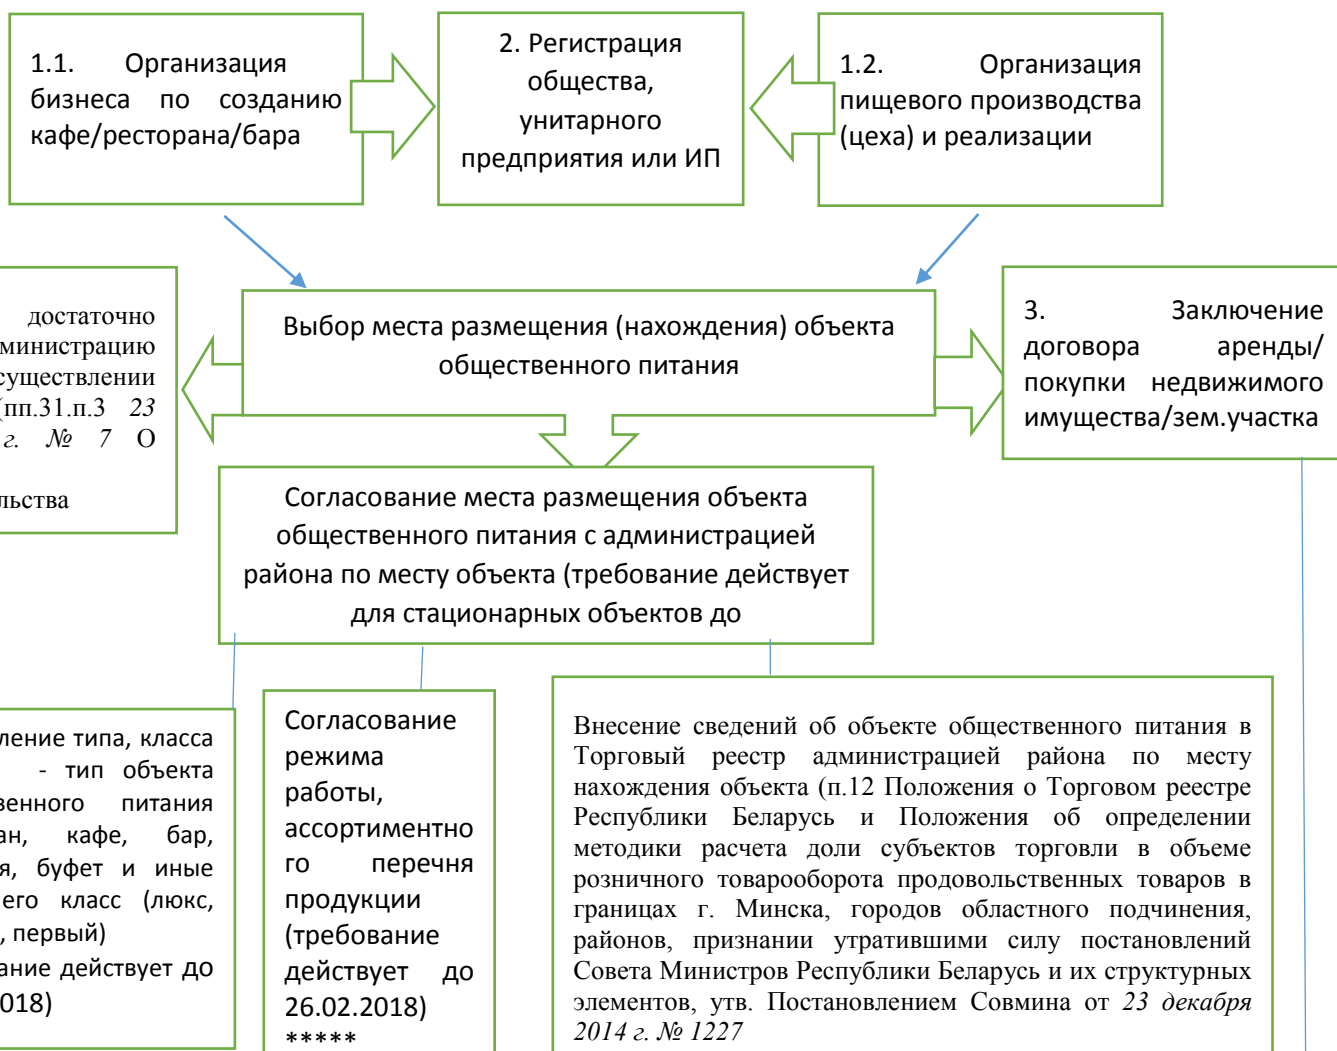 1.1. Организация
бизнеса по созданию
кафе/ресторана/бара
2. Регистрация
общества,
унитарного
предприятия или ИП
1.2. Организация
пищевого производства
(цеха) и реализации
достаточно
министрацию
существлении
(пп.31.п.3 23
г. № 7 О
льства
Выбор места размещения (нахождения) объекта
общественного питания
3. Заключение
договора аренды/
покупки недвижимого
имущества/зем.участка
Согласование места размещения объекта
общественного питания с администрацией
района по месту объекта (требование действует
для стационарных объектов до
ление типа, класса
- тип объекта
венного питания
ан, кафе, бар,
я, буфет и иные
его класс (люкс,
, первый)
ание действует до
018)
Согласование
режима
работы,
ассортиментно
го перечня
продукции
(требование
действует до
26.02.2018)
*****
Внесение сведений об объекте общественного питания в
Торговый реестр администрацией района по месту
нахождения объекта (п.12 Положения о Торговом реестре
Республики Беларусь и Положения об определении
методики расчета доли субъектов торговли в объеме
розничного товарооборота продовольственных товаров в
границах г. Минска, городов областного подчинения,
районов, признании утратившими силу постановлений
Совета Министров Республики Беларусь и их структурных
элементов, утв. Постановлением Совмина от 23 декабря
2014 г. № 1227